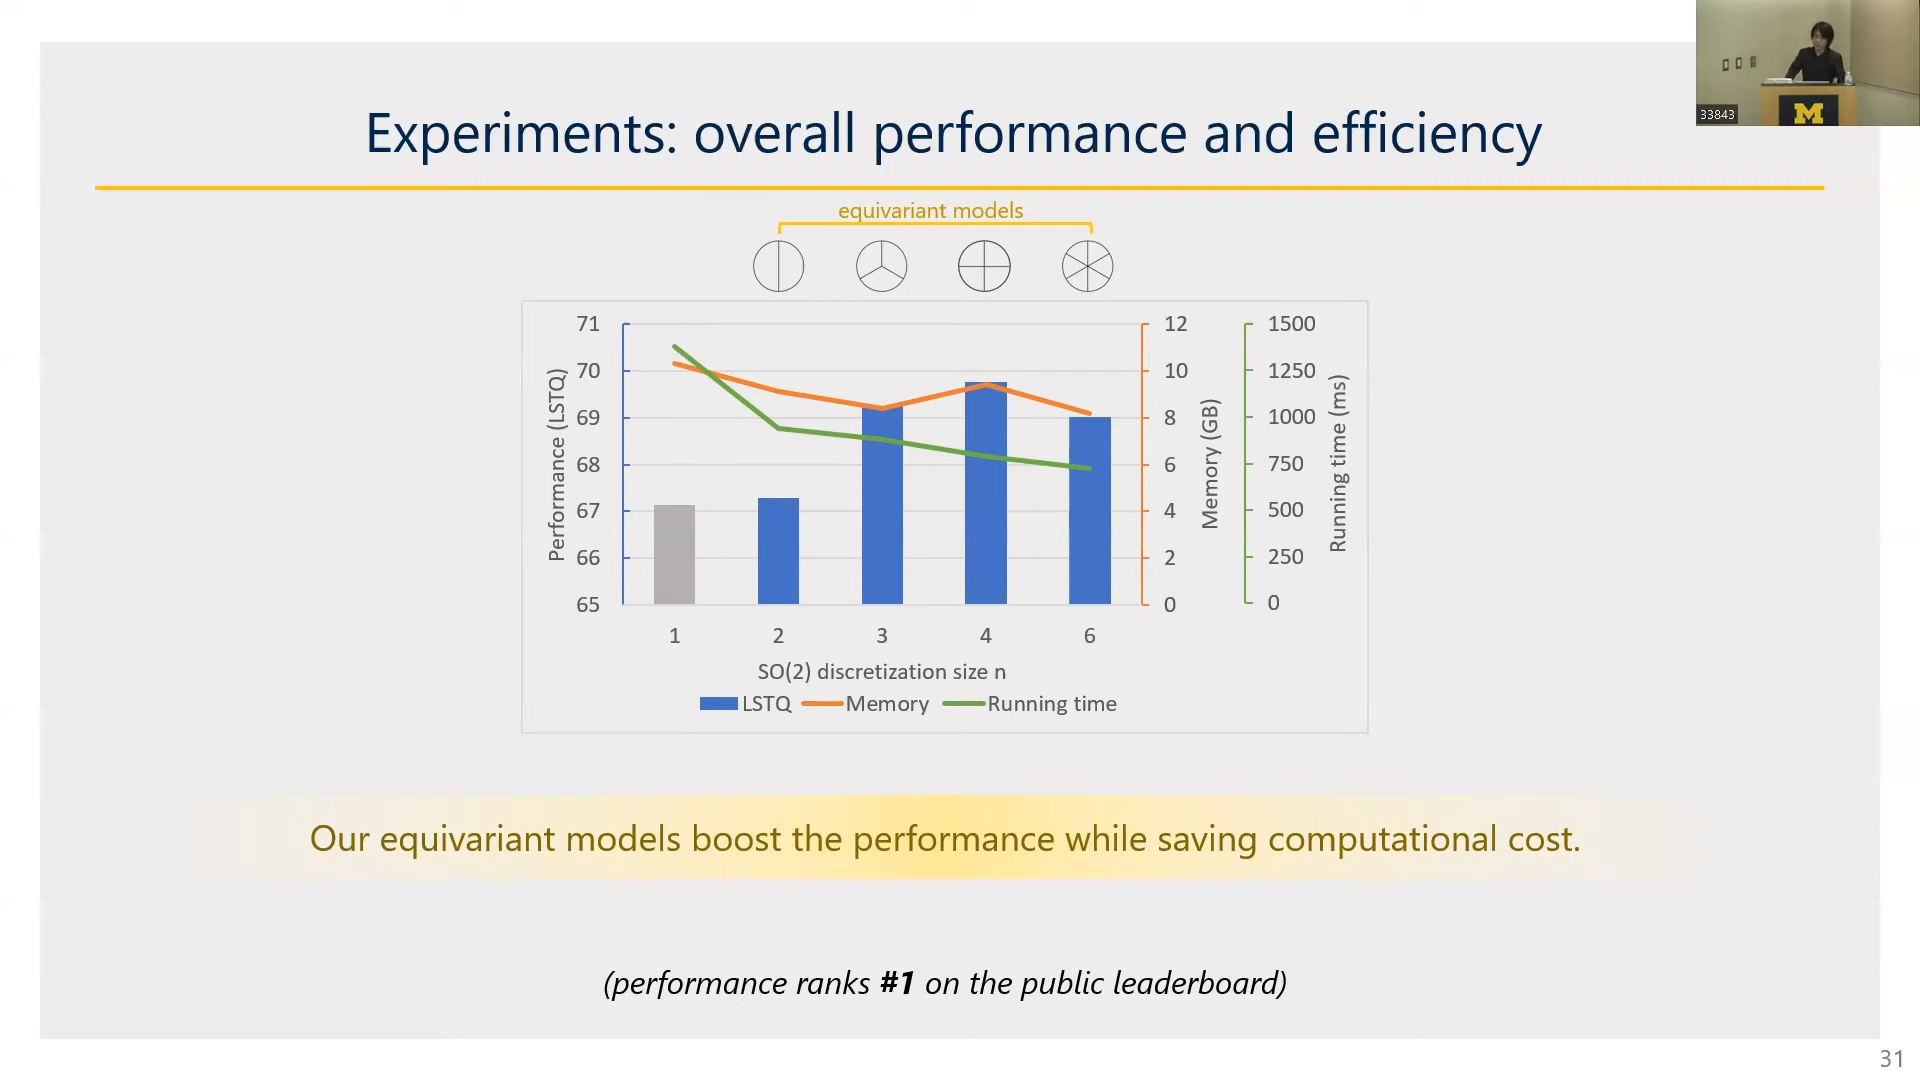 Experiments: overall performance and efficiency
33843
M
equivariant models
71
70
69
68
67
66
65
Performance (LSTQ)
12
10
8
6
4
2
0
Memory (GB)
1500
1250
1000
750
500
250
0
Running time (ms)
1 2 3 4 6
SO(2) discretization size n
LSTQ Memory Running time
Our equivariant models boost the performance while saving computational cost.
(performance ranks #1 on the public leaderboard)
31